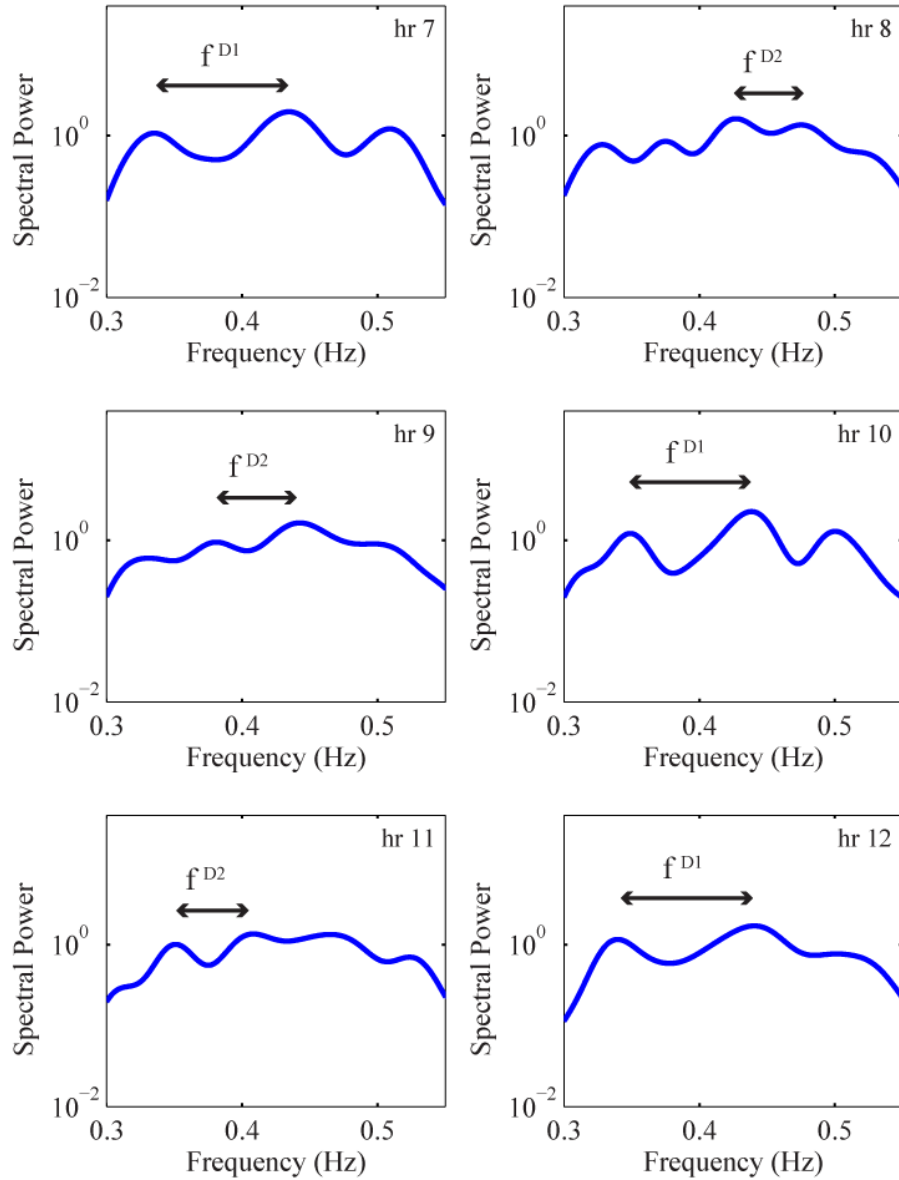 hr 7
f D1
Spectral Power
10^0
10^−2
0.3 0.4 0.5
Frequency (Hz)
hr 8
f D2
Spectral Power
10^0
10^−2
0.3 0.4 0.5
Frequency (Hz)
hr 9
f D2
Spectral Power
10^0
10^−2
0.3 0.4 0.5
Frequency (Hz)
hr 10
f D1
Spectral Power
10^0
10^−2
0.3 0.4 0.5
Frequency (Hz)
hr 11
f D2
Spectral Power
10^0
10^−2
0.3 0.4 0.5
Frequency (Hz)
hr 12
f D1
Spectral Power
10^0
10^−2
0.3 0.4 0.5
Frequency (Hz)